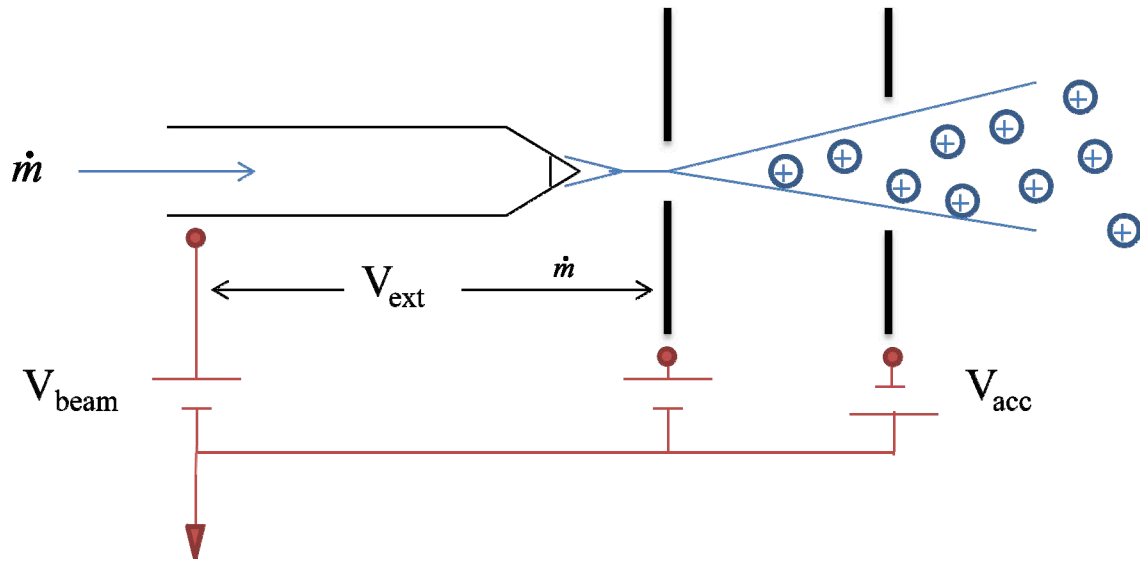 ṁ
ṁ
V_ext
V_beam
V_acc
+ + + + + + + + + + +